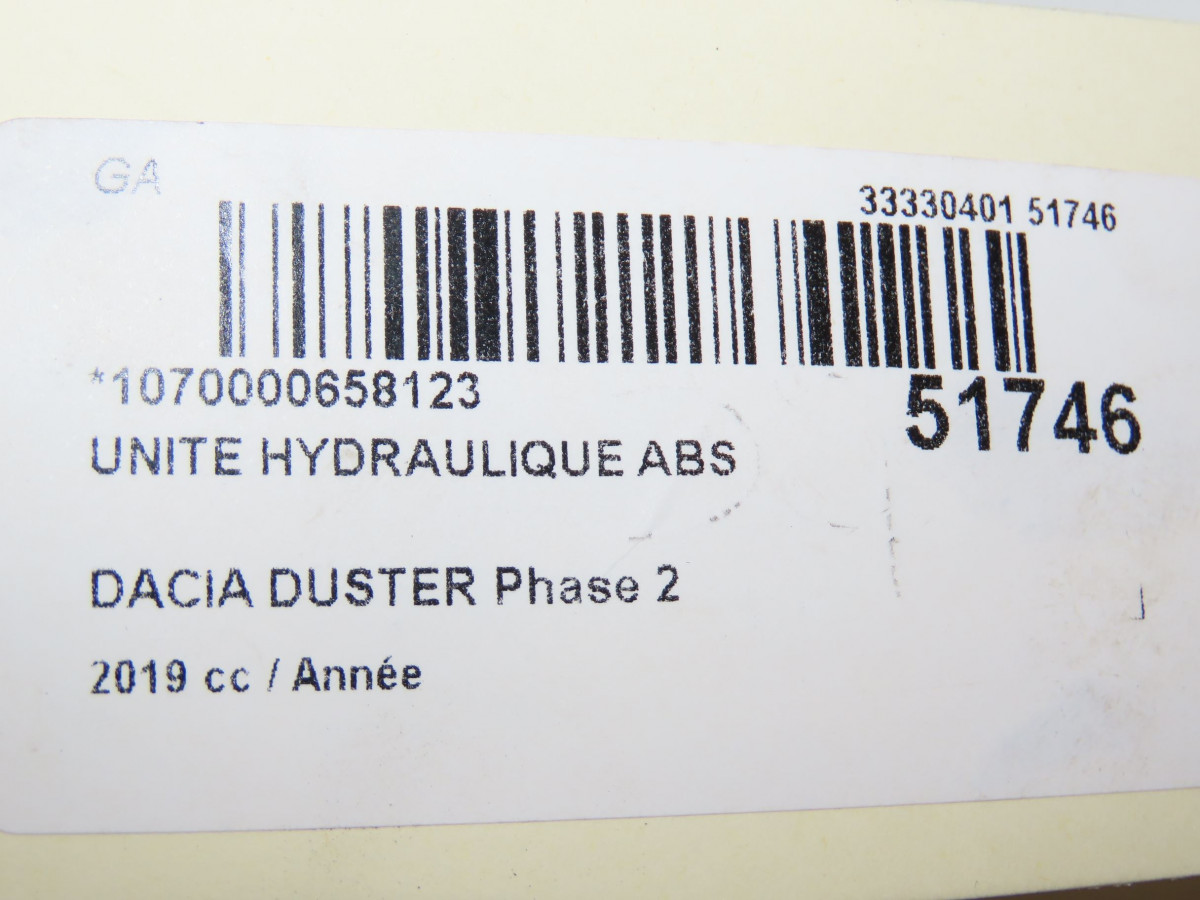 GA
33330401 51746
*1070000658123
51746
UNITE HYDRAULIQUE ABS
DACIA DUSTER Phase 2
2019 cc / Année